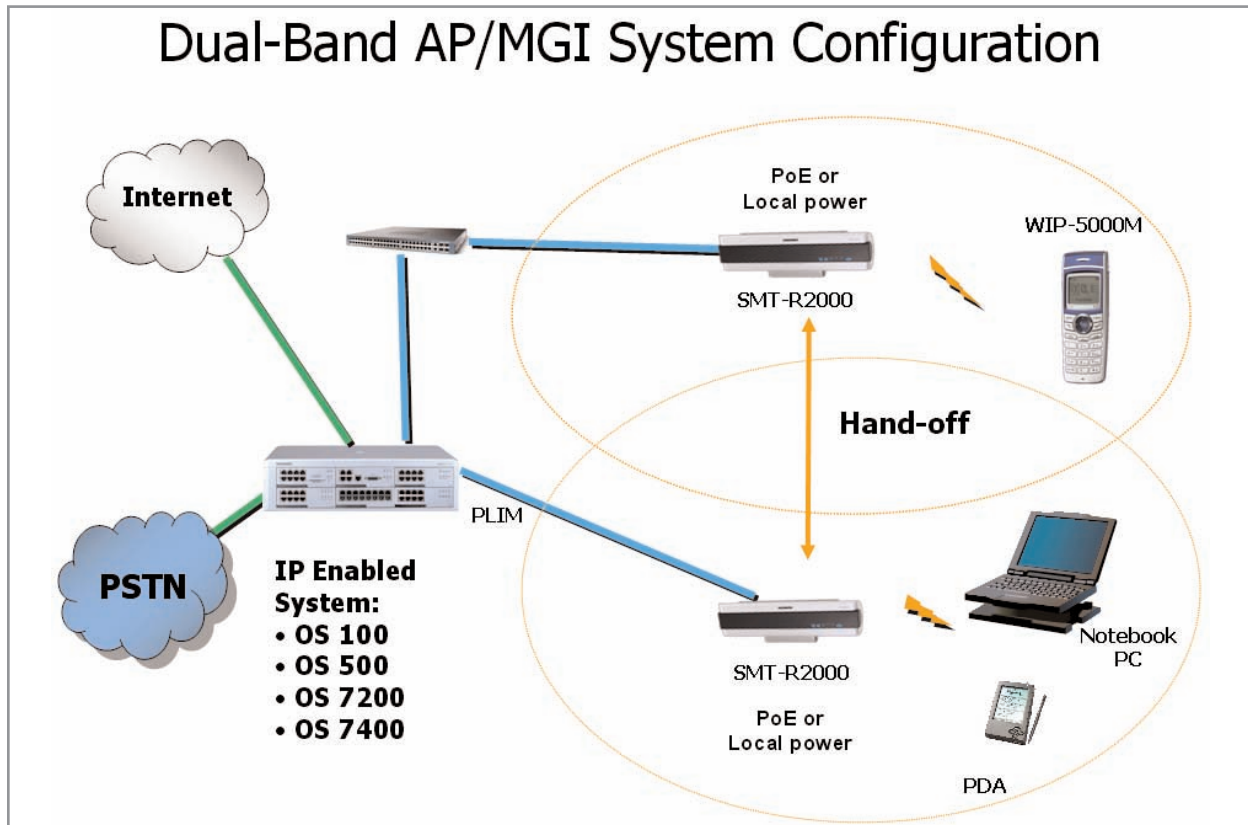 Dual-Band AP/MGI System Configuration
Internet
PoE or
Local power
WIP-5000M
SMT-R2000
Hand-off
PLIM
PSTN
IP Enabled
System:
• OS 100
• OS 500
• OS 7200
• OS 7400
SMT-R2000
Notebook
PC
PoE or
Local power
PDA